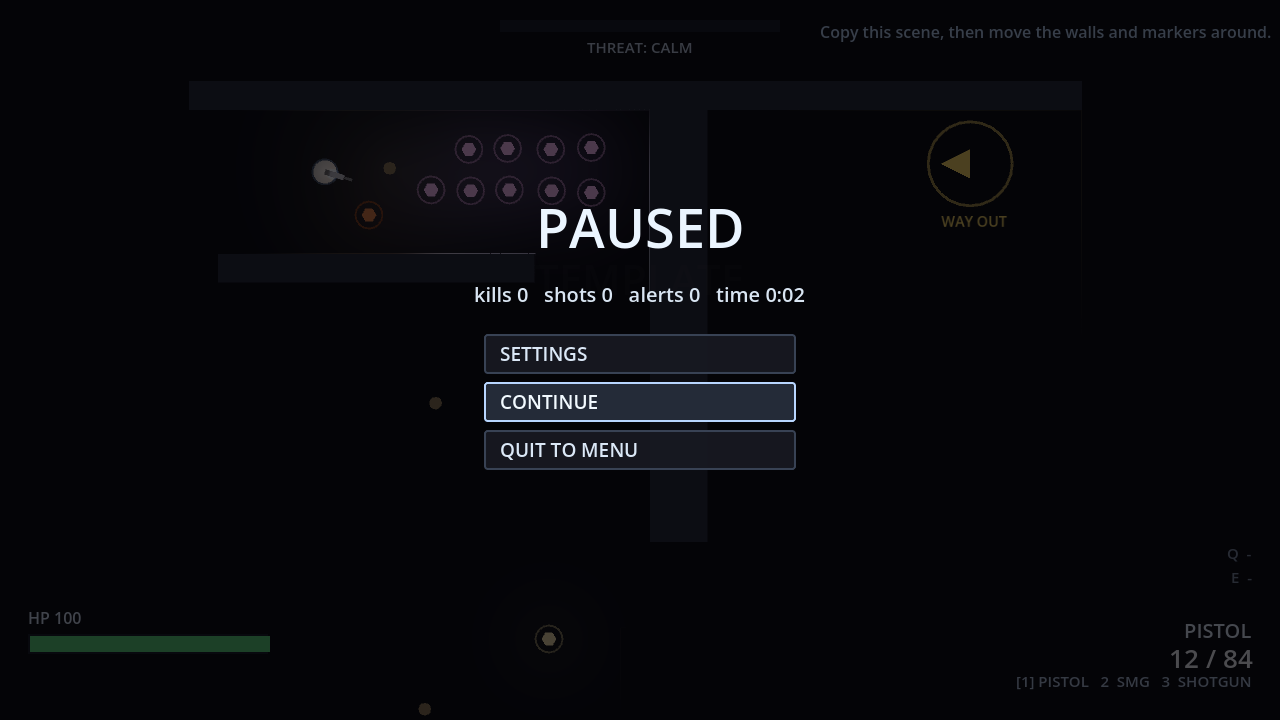 Copy this scene, then move the walls and markers around.
THREAT: CALM
WAY OUT
PAUSED
TEMPLATE
kills 0 shots 0 alerts 0 time 0:02
SETTINGS
CONTINUE
QUIT TO MENU
Q -
E -
HP 100
PISTOL
12 / 84
[1] PISTOL 2 SMG 3 SHOTGUN